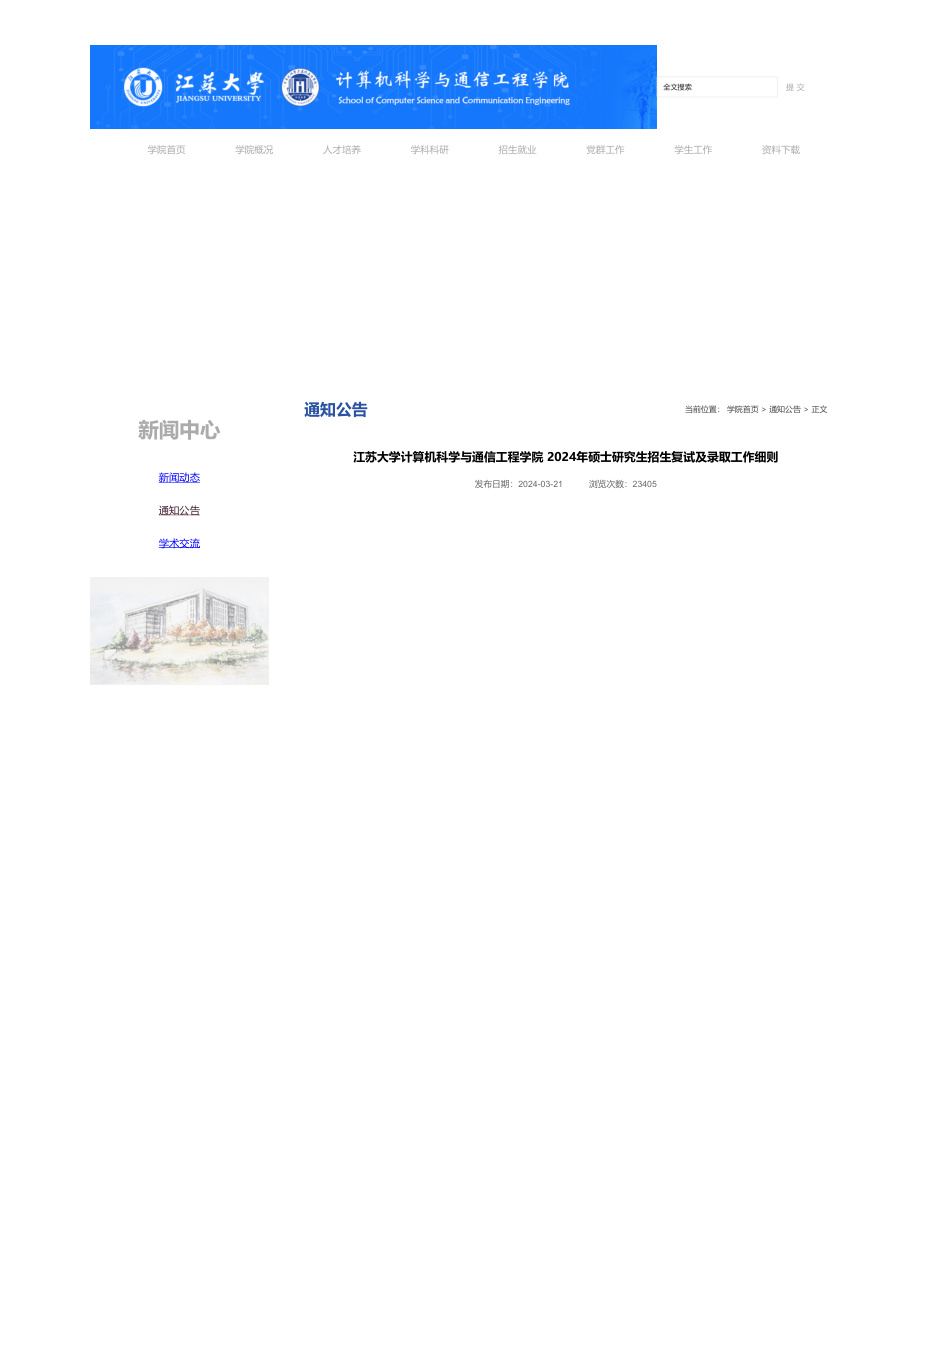 江苏大学
JIANGSU UNIVERSITY
计算机科学与通信工程学院
School of Computer Science and Communication Engineering
全文搜索
提 交
学院首页 学院概况 人才培养 学科科研 招生就业 党群工作 学生工作 资料下载
新闻中心
新闻动态
通知公告
学术交流
通知公告
当前位置： 学院首页 > 通知公告 > 正文
江苏大学计算机科学与通信工程学院 2024年硕士研究生招生复试及录取工作细则
发布日期：2024-03-21 浏览次数：23405